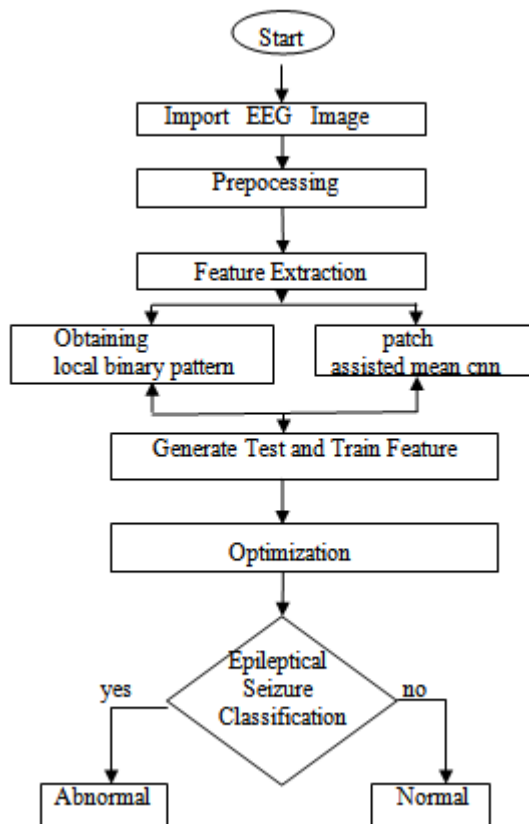 Start
Import EEG Image
Prepocessing
Feature Extraction
Obtaining
local binary pattern
patch
assisted mean cnn
Generate Test and Train Feature
Optimization
Epileptical
Seizure
Classification
yes
no
Abnormal
Normal